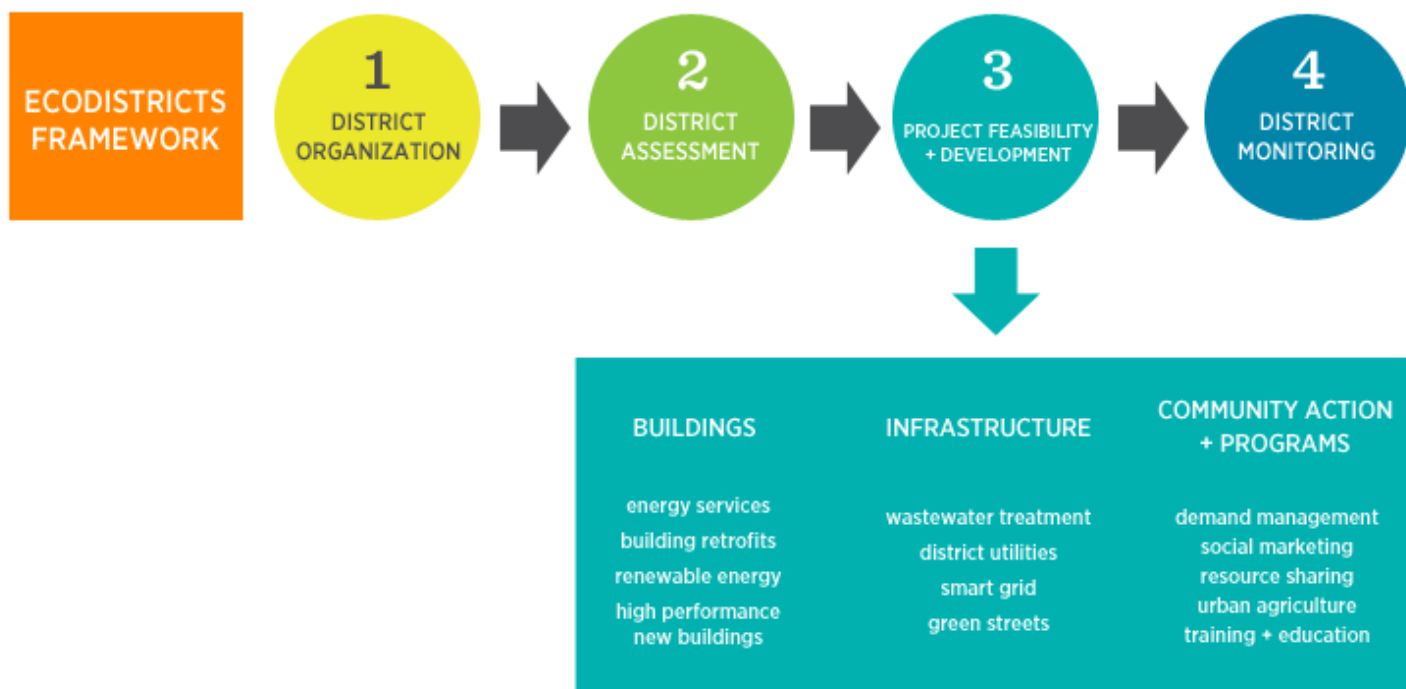 ECODISTRICTS
FRAMEWORK
1
DISTRICT
ORGANIZATION
2
DISTRICT
ASSESSMENT
3
PROJECT FEASIBILITY
+ DEVELOPMENT
4
DISTRICT
MONITORING
BUILDINGS
energy services
building retrofits
renewable energy
high performance
new buildings
INFRASTRUCTURE
wastewater treatment
district utilities
smart grid
green streets
COMMUNITY ACTION
+ PROGRAMS
demand management
social marketing
resource sharing
urban agriculture
training + education